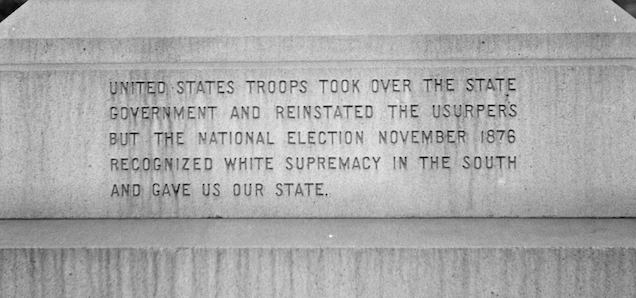 UNITED STATES TROOPS TOOK OVER THE STATE
GOVERNMENT AND REINSTATED THE USURPERS
BUT THE NATIONAL ELECTION NOVEMBER 1876
RECOGNIZED WHITE SUPREMACY IN THE SOUTH
AND GAVE US OUR STATE.